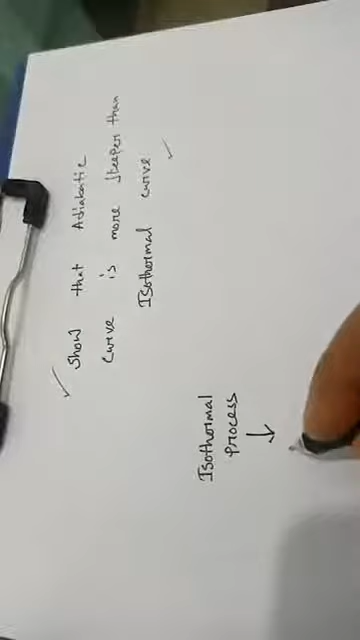 Show that Adiabatic
curve is more steeper than
Isothermal curve
Isothermal
Process